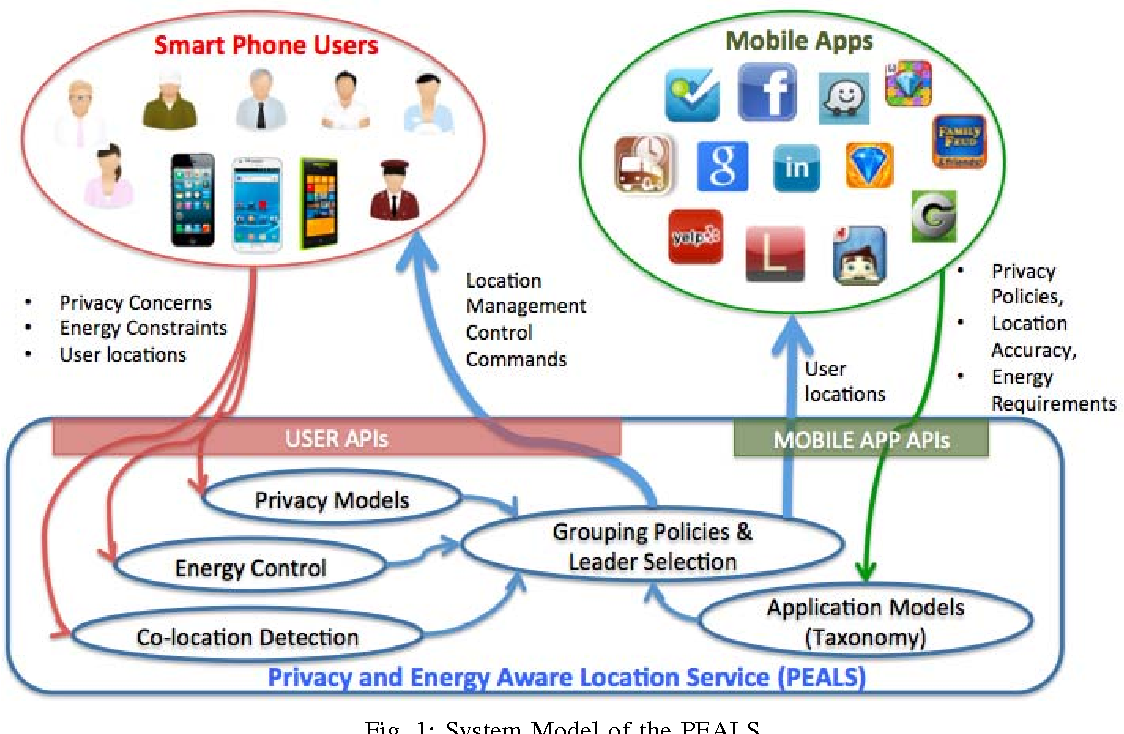 Smart Phone Users
Mobile Apps
f
FAMILY
FEUD
& friends!
g
in
G
yelp
L
• Privacy Concerns
• Energy Constraints
• User locations
Location
Management
Control
Commands
User
locations
• Privacy
Policies,
• Location
Accuracy,
• Energy
Requirements
USER APIs
MOBILE APP APIs
Privacy Models
Grouping Policies &
Leader Selection
Energy Control
Application Models
(Taxonomy)
Co-location Detection
Privacy and Energy Aware Location Service (PEALS)
Fig. 1: System Model of the PEALS